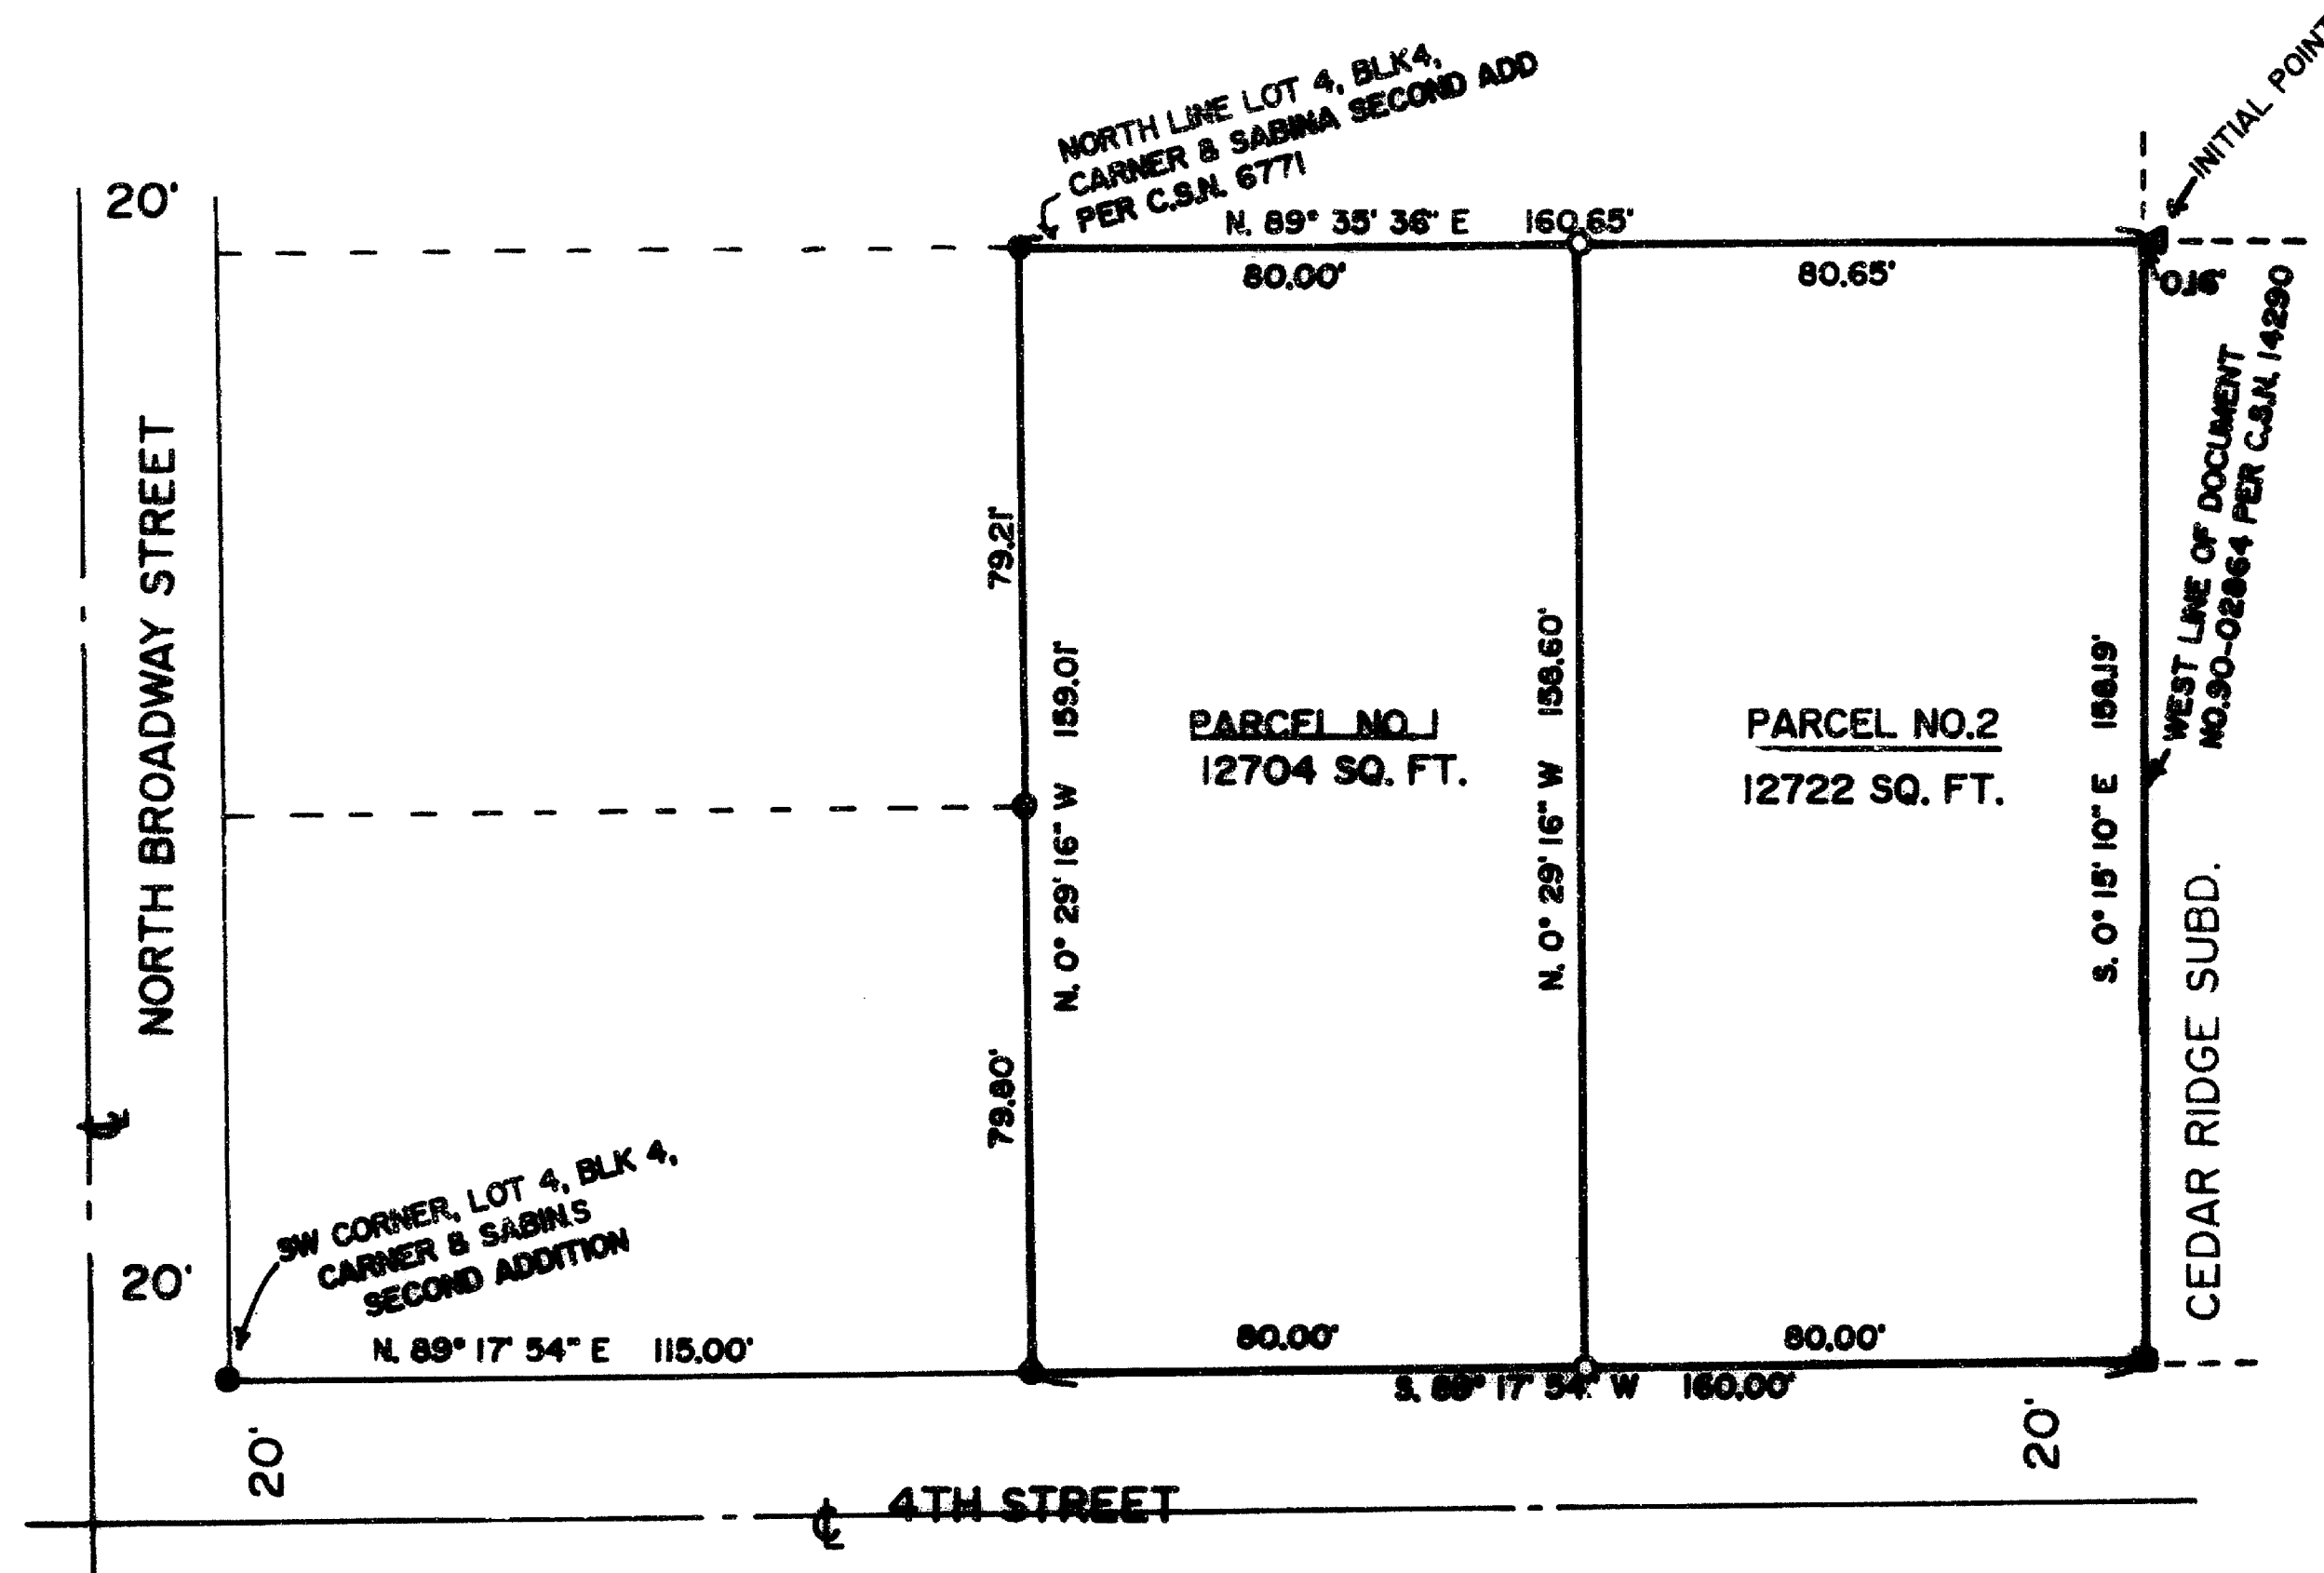 INITIAL POINT
NORTH LINE LOT 4, BLK4,
CARNER & SABINA SECOND ADD
PER C.S.N. 6771
20'
N. 89° 35' 36" E 160.65'
80.00'
80.65'
0.16'
WEST LINE OF DOCUMENT
NO.90-02864 PER C.S.N. 14290
NORTH BROADWAY STREET
79.21'
N. 0° 29' 16" W 159.01'
N. 0° 29' 16" W 158.60'
S. 0° 15' 10" E 158.19'
PARCEL NO. 1
12704 SQ. FT.
PARCEL NO.2
12722 SQ. FT.
CEDAR RIDGE SUBD.
79.80'
SW CORNER, LOT 4, BLK 4,
CARNER & SABIN.S
SECOND ADDITION
20'
N. 89° 17' 54" E 115.00'
80.00'
80.00'
S. 89° 17' 54" W 160.00'
20'
20'
4TH STREET